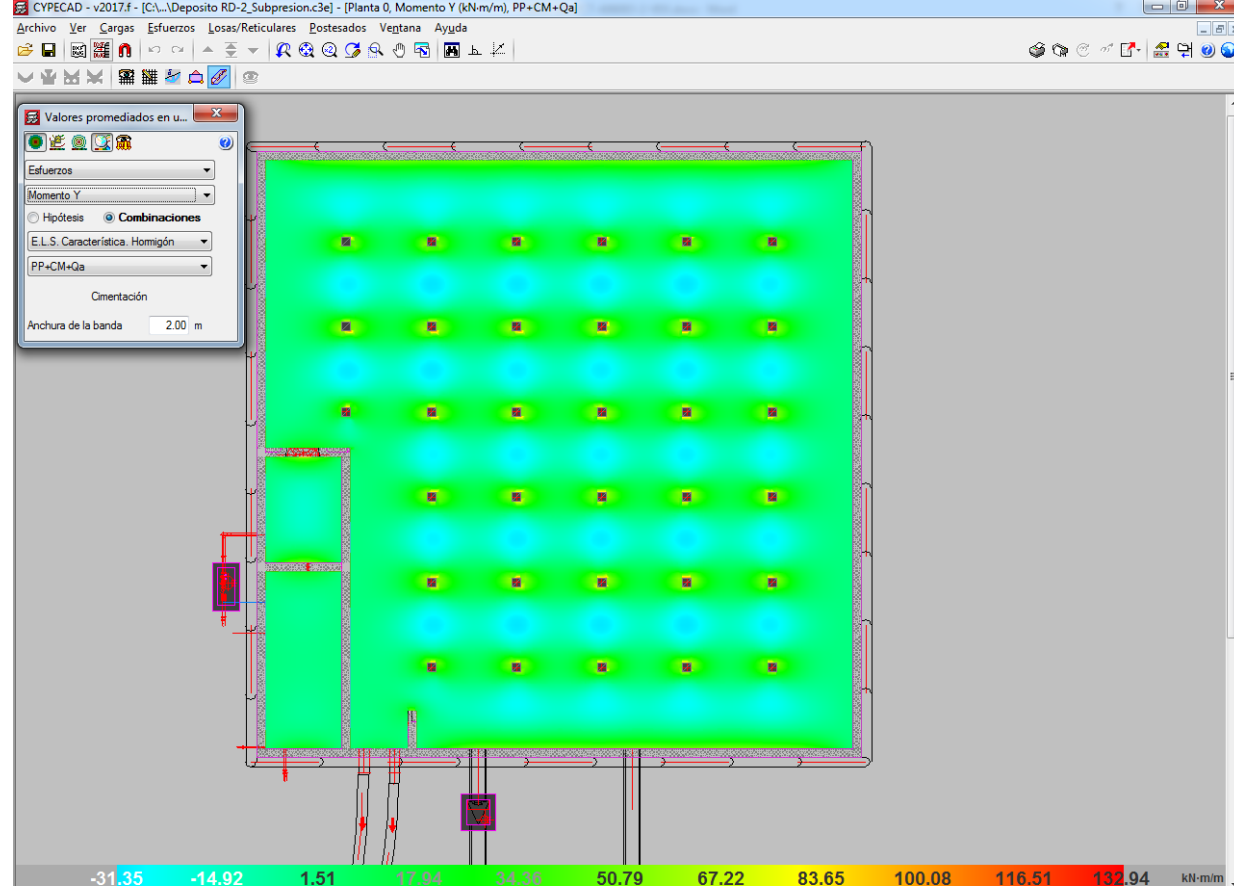 CYPECAD - v2017.f - [C:\...\Deposito RD-2_Subpresion.c3e] - [Planta 0, Momento Y (kN·m/m), PP+CM+Qa]
Archivo Ver Cargas Esfuerzos Losas/Reticulares Postesados Ventana Ayuda
Valores promediados en u...
Esfuerzos
Momento Y
Hipótesis Combinaciones
E.L.S. Característica. Hormigón
PP+CM+Qa
Cimentación
Anchura de la banda 2.00 m
-31.35 -14.92 1.51 17.94 34.36 50.79 67.22 83.65 100.08 116.51 132.94 kN·m/m